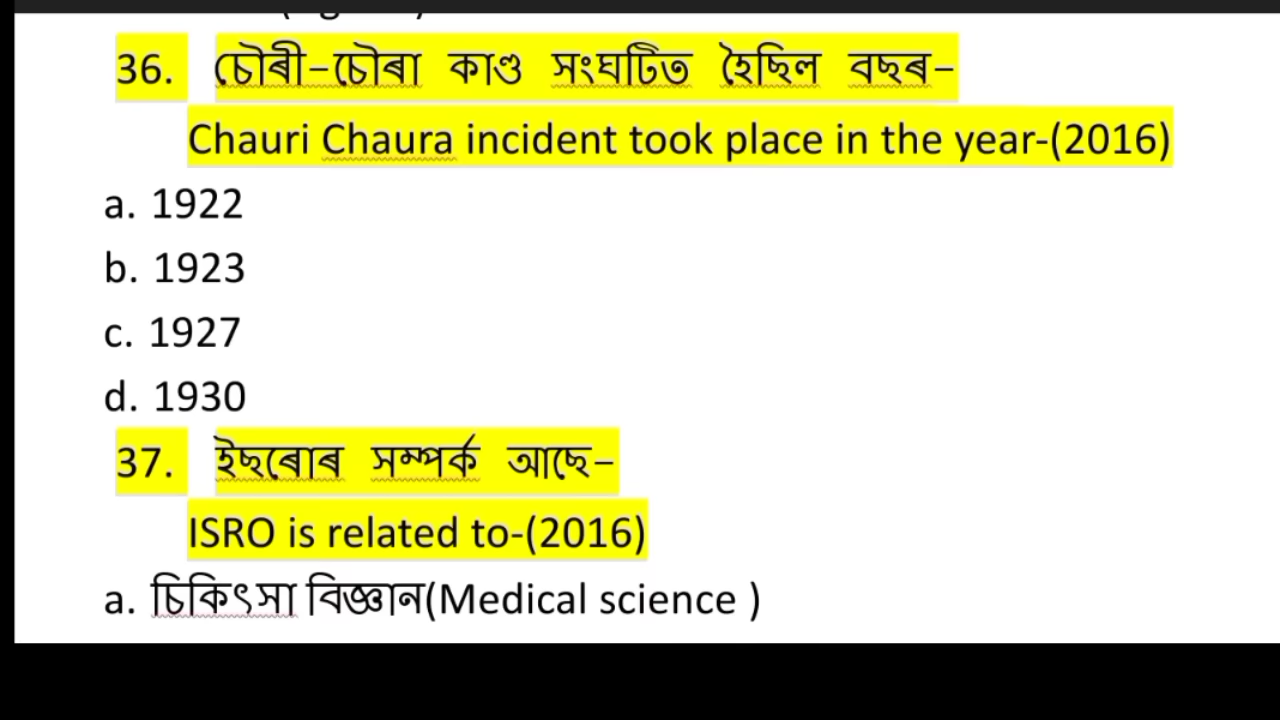 36. চৌৰী-চৌৰা কাণ্ড সংঘটিত হৈছিল বছৰ-
Chauri Chaura incident took place in the year-(2016)
a. 1922
b. 1923
c. 1927
d. 1930
37. ইছৰোৰ সম্পৰ্ক আছে-
ISRO is related to-(2016)
a. চিকিৎসা বিজ্ঞান(Medical science )